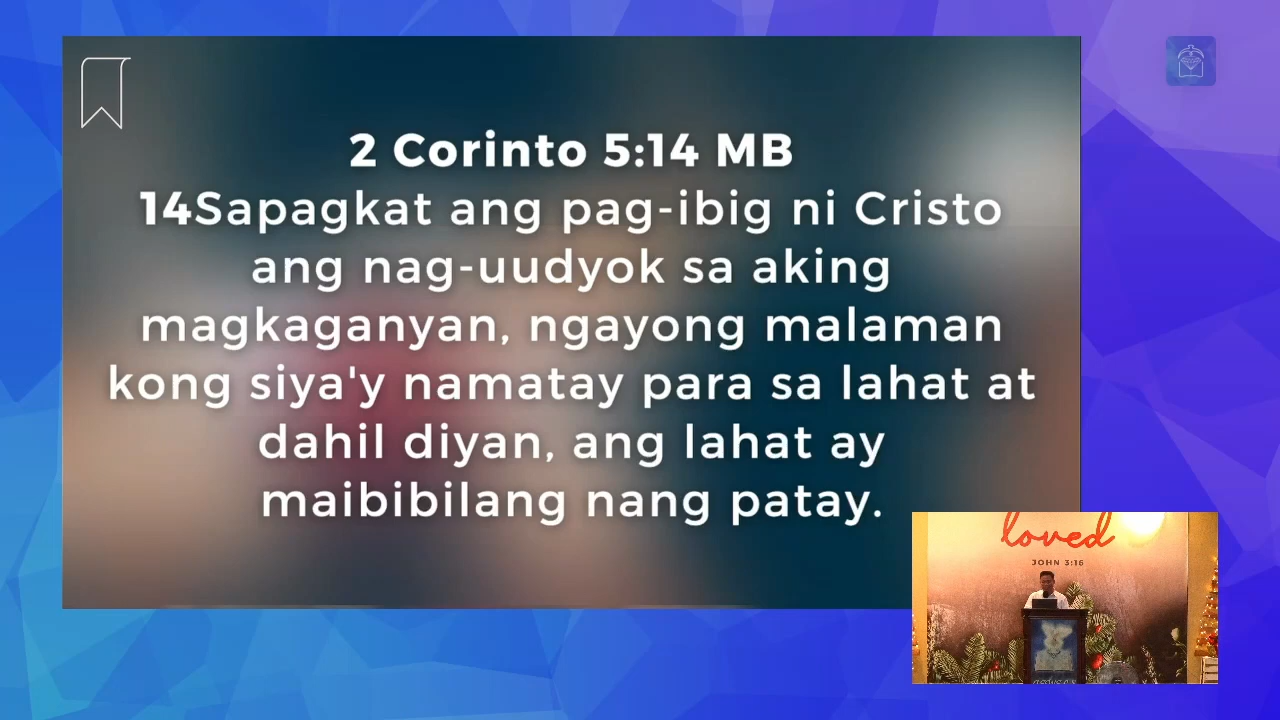 2 Corinto 5:14 MB
14Sapagkat ang pag-ibig ni Cristo
ang nag-uudyok sa aking
magkaganyan, ngayong malaman
kong siya'y namatay para sa lahat at
dahil diyan, ang lahat ay
maibibilang nang patay.
loved
JOHN 3:16